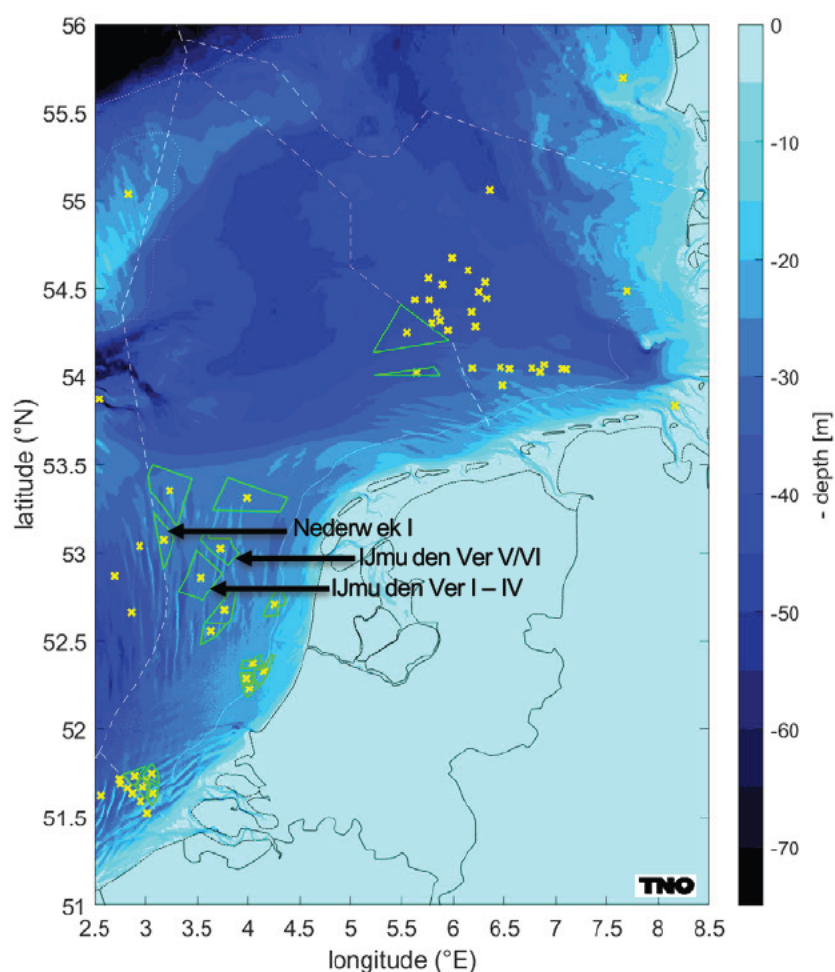 56
55.5
55
54.5
54
53.5
53
52.5
52
51.5
51
latitude (°N)
Nederw ek I
IJmu den Ver V/VI
IJmu den Ver I – IV
TNO
2.5 3 3.5 4 4.5 5 5.5 6 6.5 7 7.5 8 8.5
longitude (°E)
0
-10
-20
-30
-40
-50
-60
-70
- depth [m]